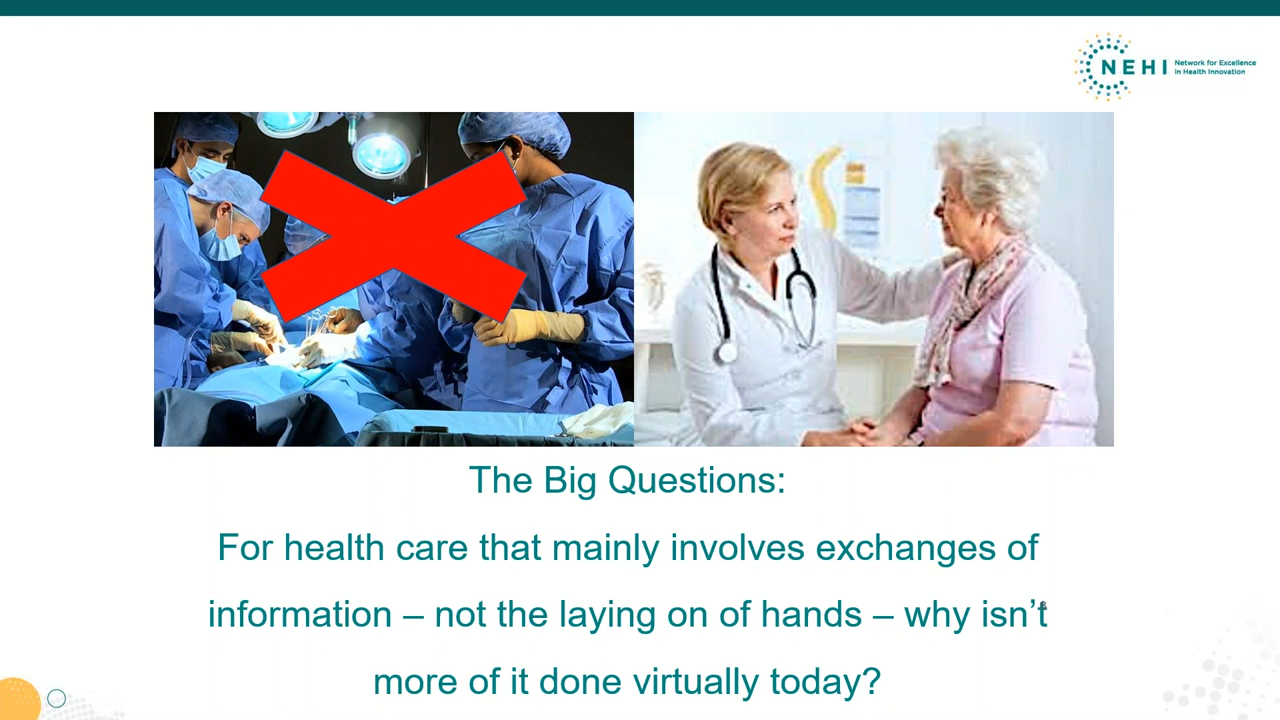 NEHI
Network for Excellence
in Health Innovation
The Big Questions:
For health care that mainly involves exchanges of
information – not the laying on of hands – why isn’t
more of it done virtually today?